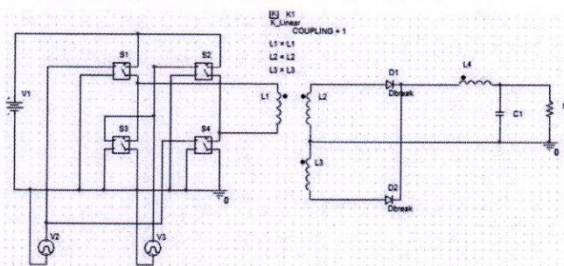 K K1
K_Linear
COUPLING = 1
L1 = L1
L2 = L2
L3 = L3
S1
S2
V1
L1
L2
D1
Dbreak
L4
C1
S3
S4
L3
0
0
D2
Dbreak
V2
V3